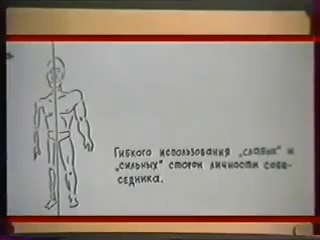 Гибкого использования „слабых“ и
„сильных“ сторон личности собе-
седника.